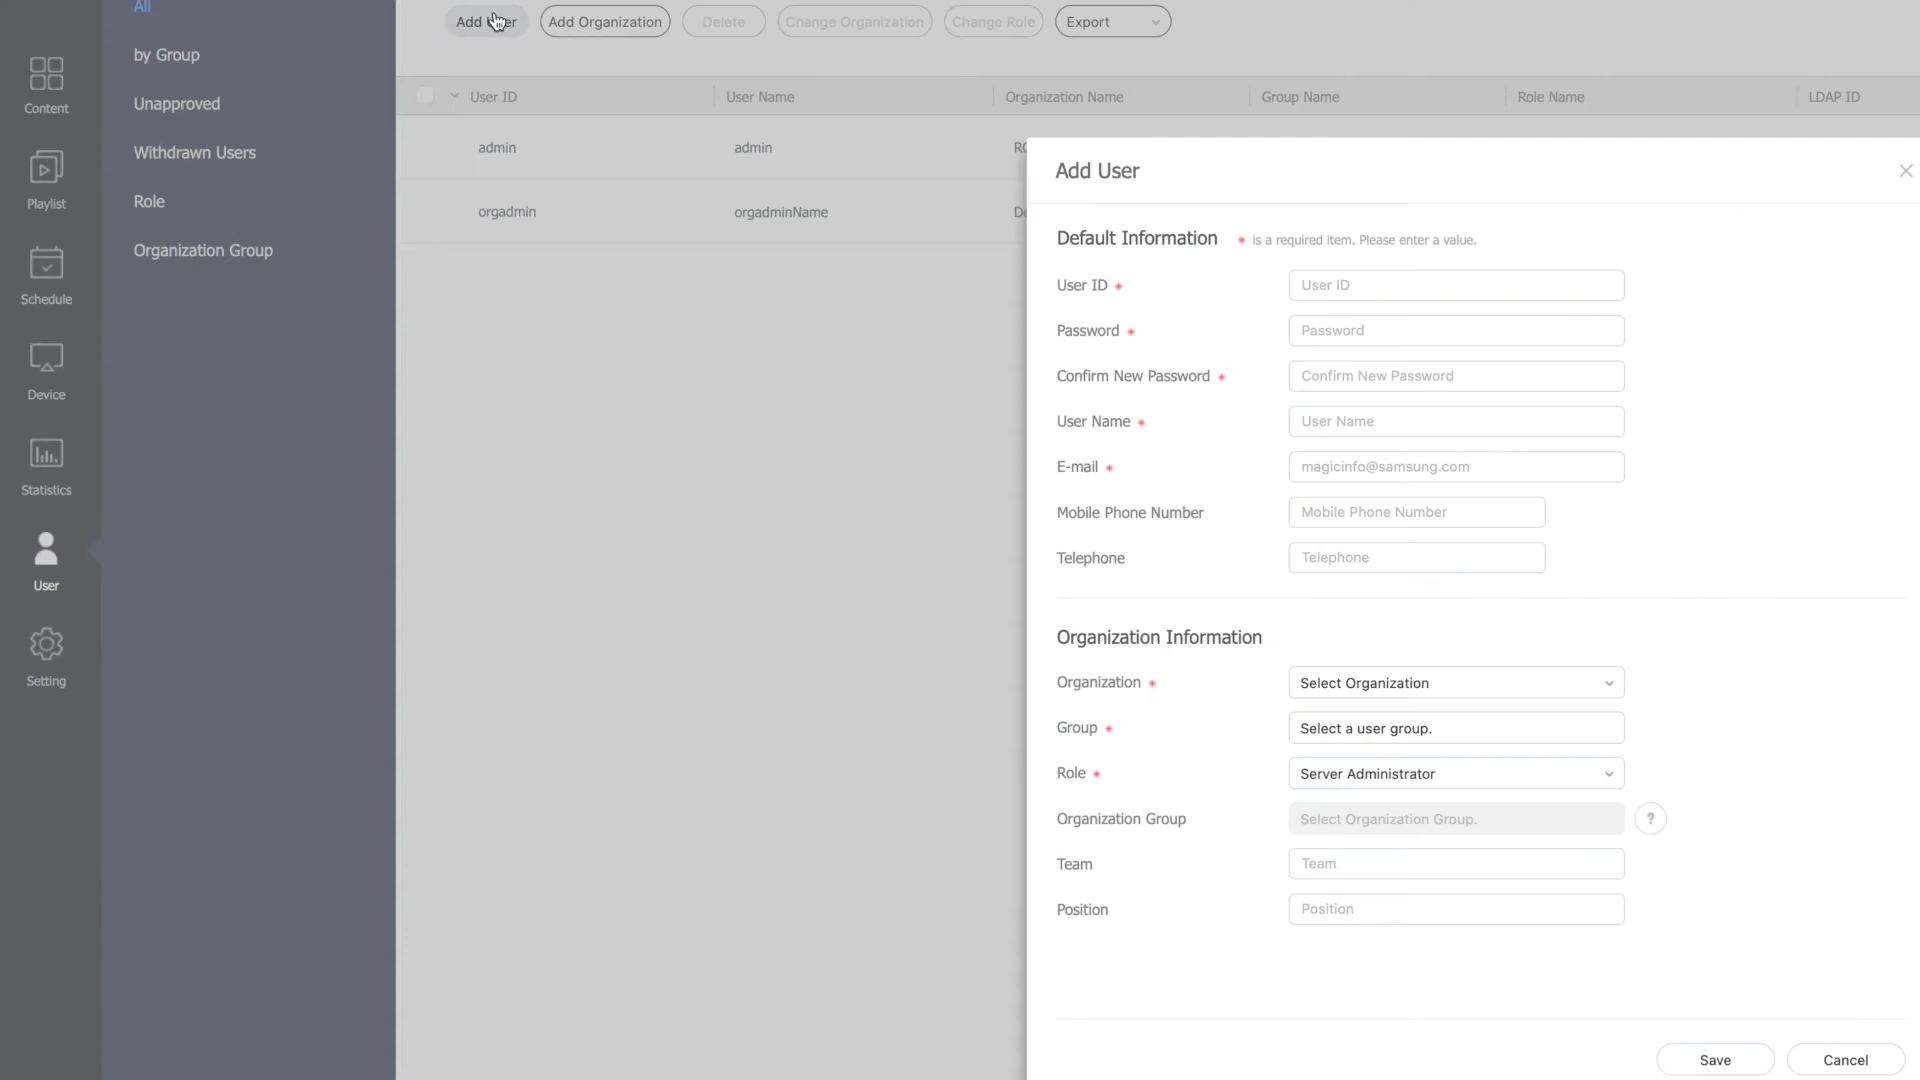 All
by Group
Unapproved
Withdrawn Users
Role
Organization Group
Content
Playlist
Schedule
Device
Statistics
User
Setting
Add User Add Organization Delete Change Organization Change Role Export
User ID User Name Organization Name Group Name Role Name LDAP ID
admin admin
orgadmin orgadminName
Add User
Default Information * is a required item. Please enter a value.
User ID * User ID
Password * Password
Confirm New Password * Confirm New Password
User Name * User Name
E-mail * magicinfo@samsung.com
Mobile Phone Number Mobile Phone Number
Telephone Telephone
Organization Information
Organization * Select Organization
Group * Select a user group.
Role * Server Administrator
Organization Group Select Organization Group. ?
Team Team
Position Position
Save Cancel